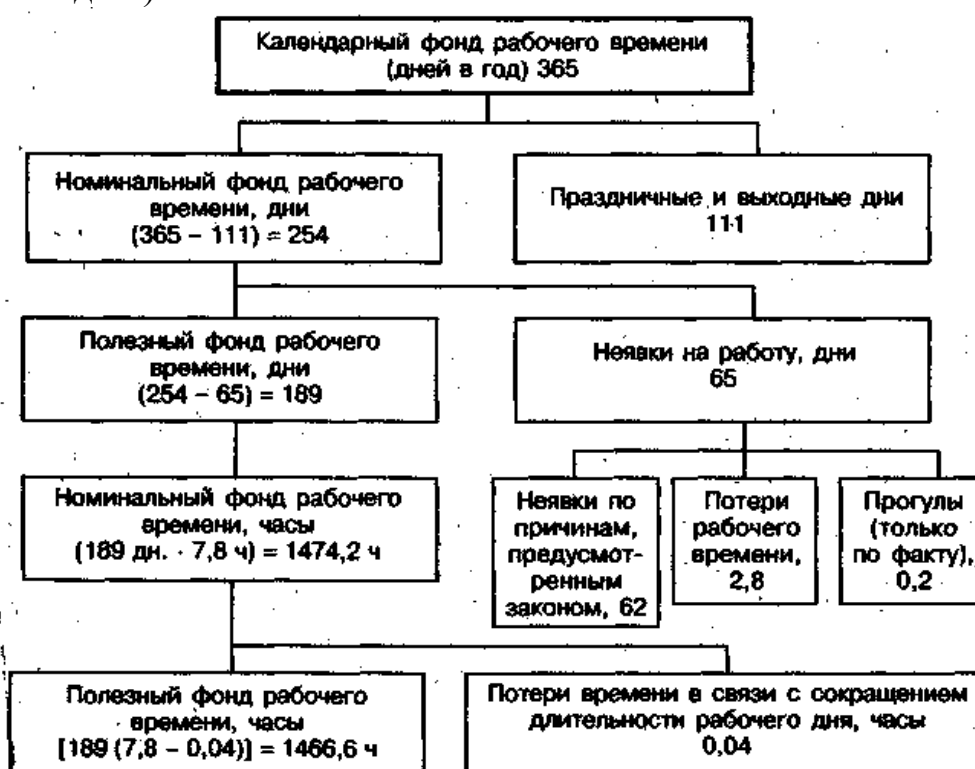 Календарный фонд рабочего времени
(дней в год) 365
Номинальный фонд рабочего
времени, дни
(365 – 111) = 254
Праздничные и выходные дни
111
Полезный фонд рабочего
времени, дни
(254 – 65) = 189
Неявки на работу, дни
65
Номинальный фонд рабочего
времени, часы
(189 дн. · 7,8 ч) = 1474,2 ч
Неявки по
причинам,
предусмот-
ренным
законом, 62
Потери
рабочего
времени,
2,8
Прогулы
(только
по факту),
0,2
Полезный фонд рабочего
времени, часы
[189 (7,8 – 0,04)] = 1466,6 ч
Потери времени в связи с сокращением
длительности рабочего дня, часы
0,04